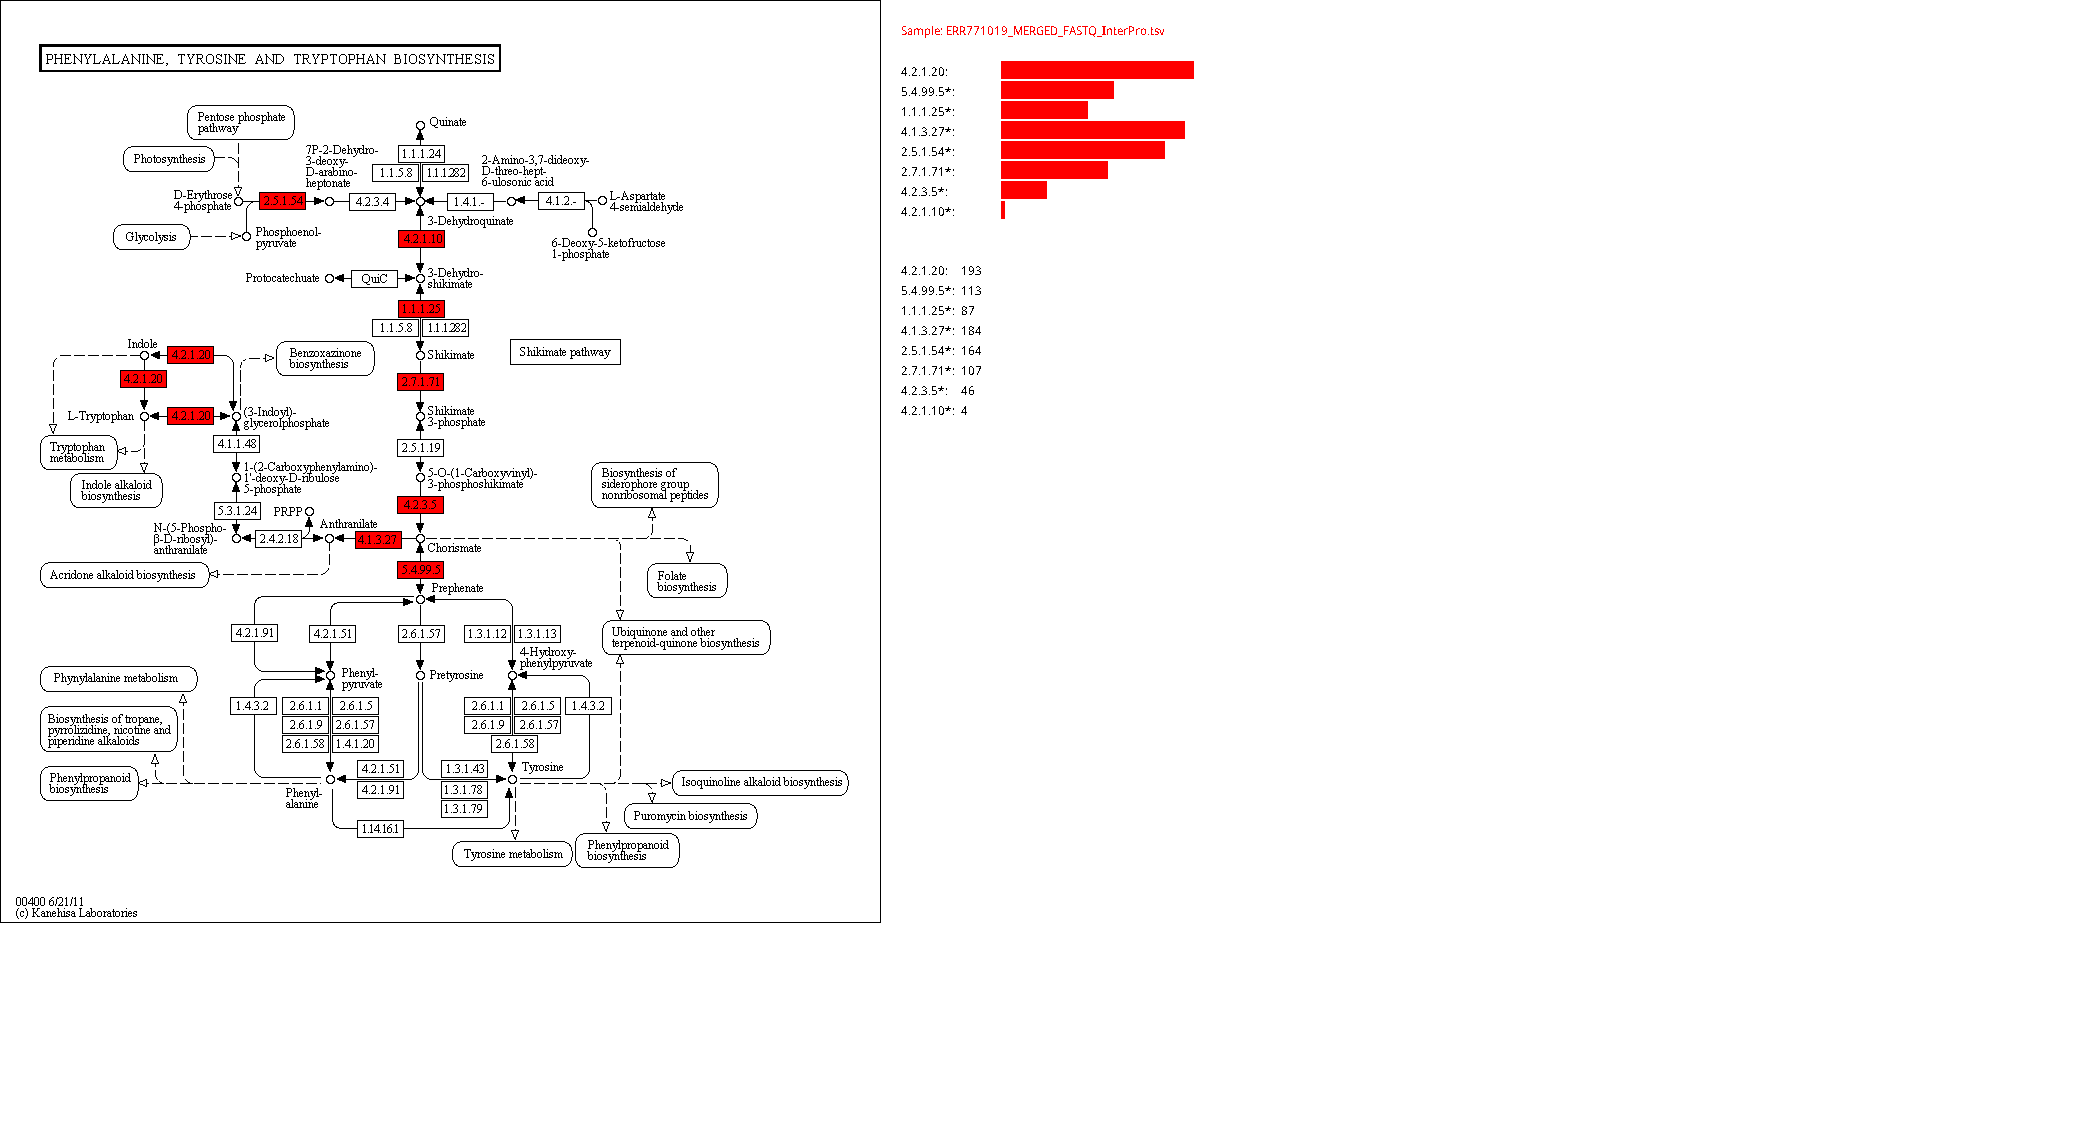 PHENYLALANINE, TYROSINE AND TRYPTOPHAN BIOSYNTHESIS
Pentose phosphate
pathway
Photosynthesis
D-Erythrose
4-phosphate
2.5.1.54
Glycolysis
Phosphoenol-
pyruvate
7P-2-Dehydro-
3-deoxy-
D-arabino-
heptonate
4.2.3.4
Quinate
1.1.1.24
1.1.5.8
1.1.1.282
2-Amino-3,7-dideoxy-
D-threo-hept-
6-ulosonic acid
1.4.1.-
4.1.2.-
L-Aspartate
4-semialdehyde
6-Deoxy-5-ketofructose
1-phosphate
3-Dehydroquinate
4.2.1.10
Protocatechuate
QuiC
3-Dehydro-
shikimate
1.1.1.25
1.1.5.8
1.1.1.282
Shikimate
Shikimate pathway
2.7.1.71
Shikimate
3-phosphate
2.5.1.19
5-O-(1-Carboxyvinyl)-
3-phosphoshikimate
4.2.3.5
Indole
4.2.1.20
4.2.1.20
Benzoxazinone
biosynthesis
L-Tryptophan
4.2.1.20
(3-Indoyl)-
glycerolphosphate
Tryptophan
metabolism
Indole alkaloid
biosynthesis
4.1.1.48
1-(2-Carboxyphenylamino)-
1'-deoxy-D-ribulose
5-phosphate
5.3.1.24
PRPP
N-(5-Phospho-
β-D-ribosyl)-
anthranilate
2.4.2.18
Anthranilate
4.1.3.27
Chorismate
Acridone alkaloid biosynthesis
5.4.99.5
Prephenate
Biosynthesis of
siderophore group
nonribosomal peptides
Folate
biosynthesis
Ubiquinone and other
terpenoid-quinone biosynthesis
4.2.1.91
4.2.1.51
2.6.1.57
1.3.1.12
1.3.1.13
4-Hydroxy-
phenylpyruvate
Phenyl-
pyruvate
Pretyrosine
Phynylalanine metabolism
Biosynthesis of tropane,
pyrrolizidine, nicotine and
piperidine alkaloids
Phenylpropanoid
biosynthesis
1.4.3.2
2.6.1.1
2.6.1.5
2.6.1.9
2.6.1.57
2.6.1.58
1.4.1.20
2.6.1.1
2.6.1.5
2.6.1.9
2.6.1.57
2.6.1.58
1.4.3.2
Phenyl-
alanine
4.2.1.51
4.2.1.91
1.3.1.43
1.3.1.78
1.3.1.79
Tyrosine
1.14.16.1
Isoquinoline alkaloid biosynthesis
Puromycin biosynthesis
Tyrosine metabolism
Phenylpropanoid
biosynthesis
00400 6/21/11
(c) Kanehisa Laboratories
Sample: ERR771019_MERGED_FASTQ_InterPro.tsv
4.2.1.20:
5.4.99.5*:
1.1.1.25*:
4.1.3.27*:
2.5.1.54*:
2.7.1.71*:
4.2.3.5*:
4.2.1.10*:
4.2.1.20: 193
5.4.99.5*: 113
1.1.1.25*: 87
4.1.3.27*: 184
2.5.1.54*: 164
2.7.1.71*: 107
4.2.3.5*: 46
4.2.1.10*: 4